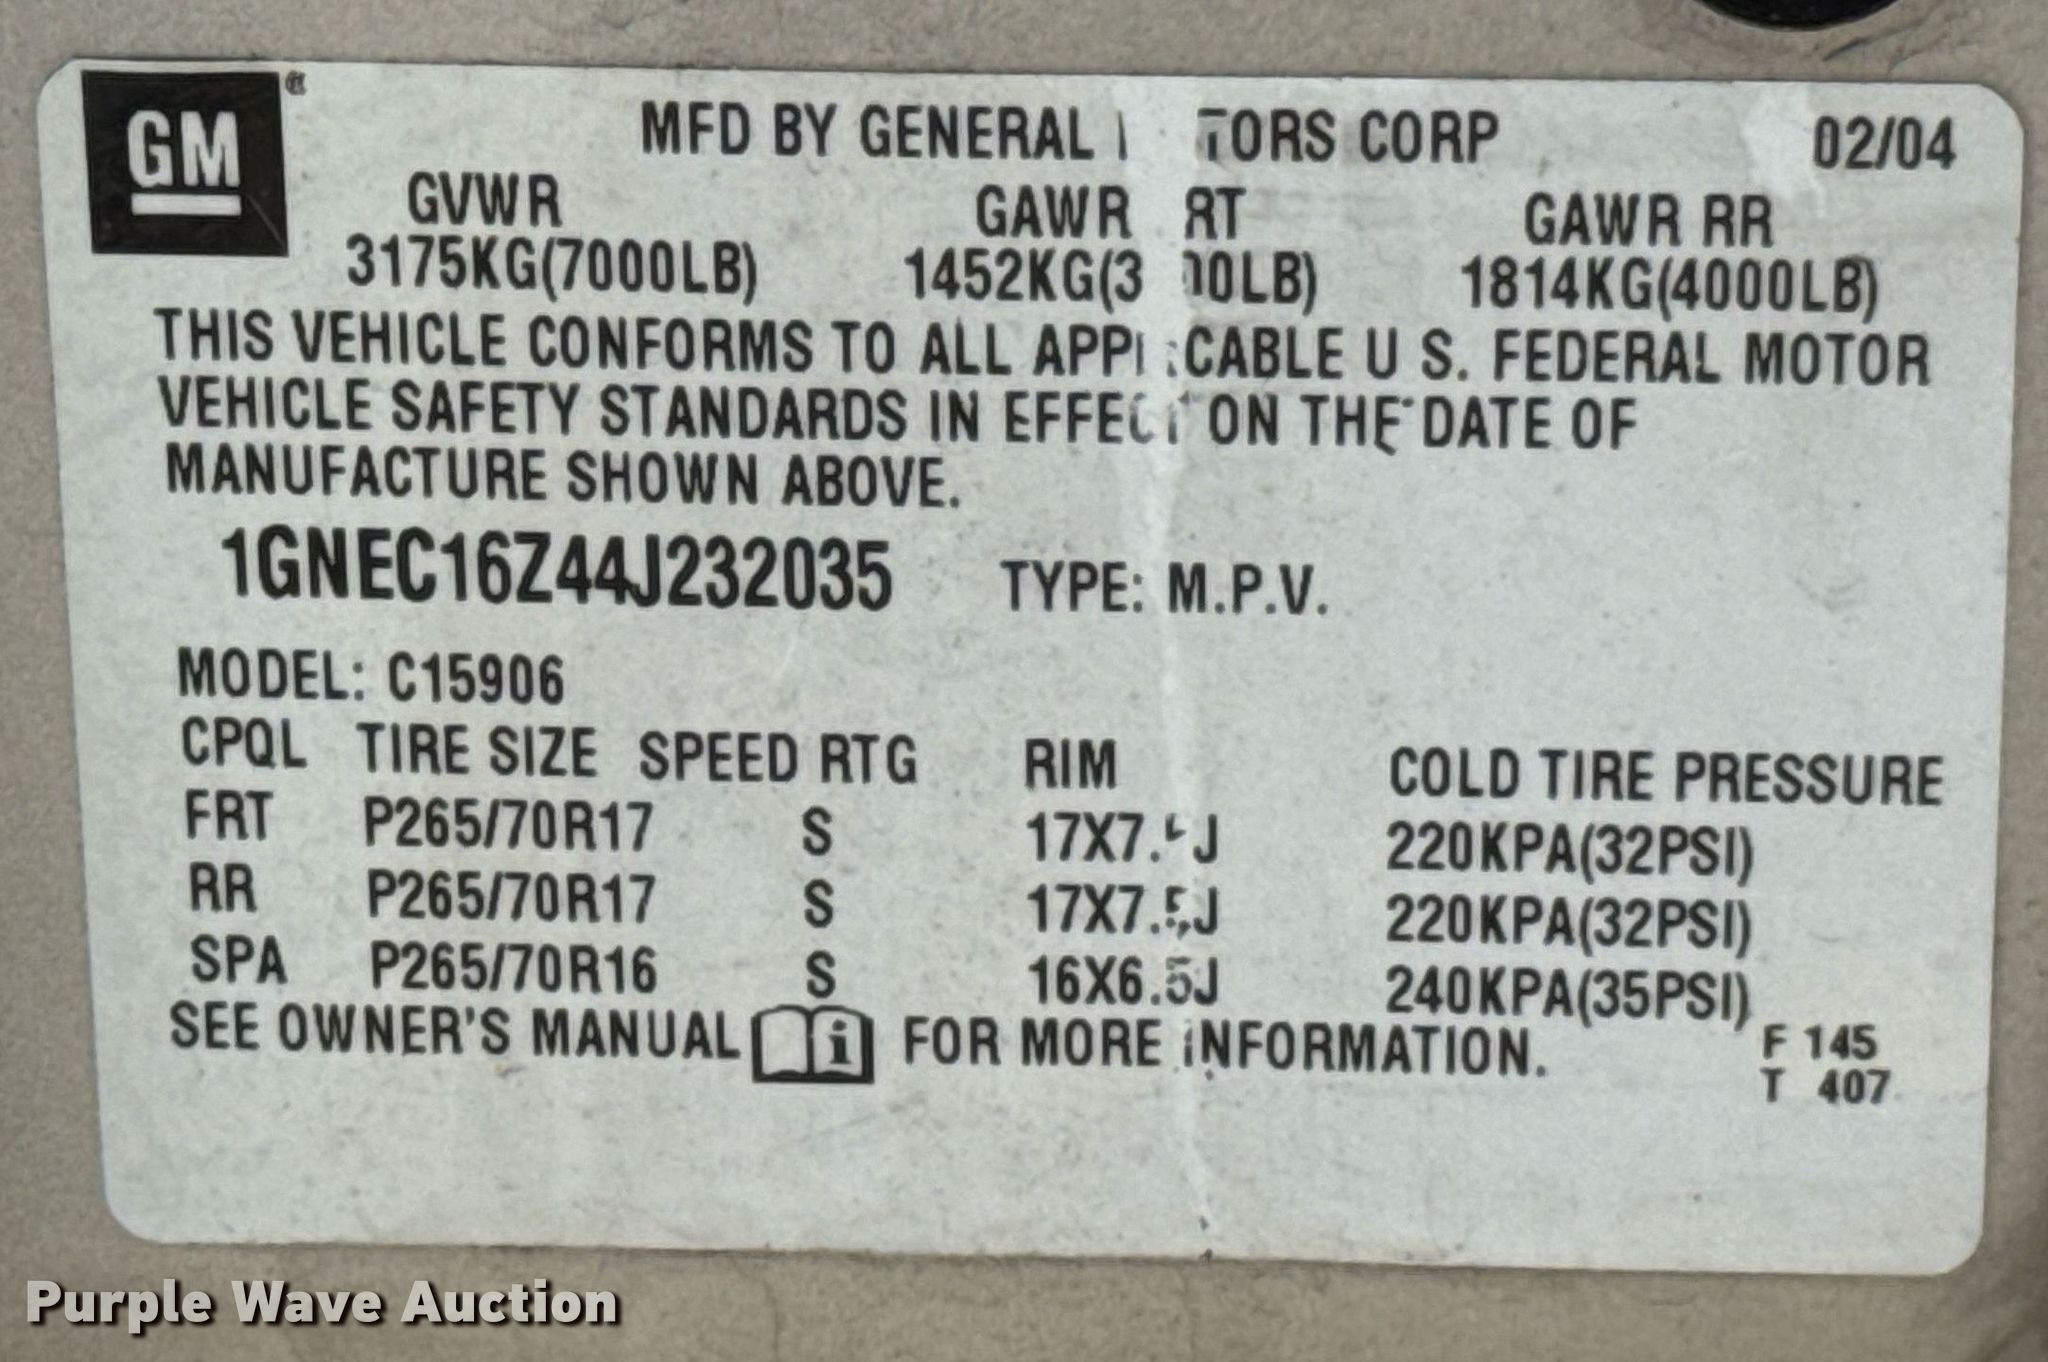 GM
MFD BY GENERAL TORS CORP 02/04
GVWR GAWR RT GAWR RR
3175KG(7000LB) 1452KG(3 00LB) 1814KG(4000LB)
THIS VEHICLE CONFORMS TO ALL APPLICABLE U S. FEDERAL MOTOR
VEHICLE SAFETY STANDARDS IN EFFECT ON THE DATE OF
MANUFACTURE SHOWN ABOVE.
1GNEC16Z44J232035 TYPE: M.P.V.
MODEL: C15906
CPQL TIRE SIZE SPEED RTG RIM COLD TIRE PRESSURE
FRT P265/70R17 S 17X7.5J 220KPA(32PSI)
RR P265/70R17 S 17X7.5J 220KPA(32PSI)
SPA P265/70R16 S 16X6.5J 240KPA(35PSI)
SEE OWNER'S MANUAL i FOR MORE INFORMATION.
F 145
T 407
Purple Wave Auction